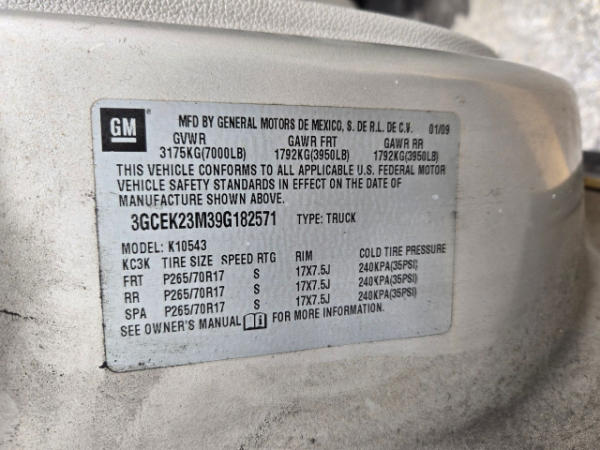 GM
MFD BY GENERAL MOTORS DE MEXICO, S. DE R.L. DE C.V. 01/09
GVWR GAWR FRT GAWR RR
3175KG(7000LB) 1792KG(3950LB) 1792KG(3950LB)
THIS VEHICLE CONFORMS TO ALL APPLICABLE U.S. FEDERAL MOTOR
VEHICLE SAFETY STANDARDS IN EFFECT ON THE DATE OF
MANUFACTURE SHOWN ABOVE.
3GCEK23M39G182571 TYPE: TRUCK
MODEL: K10543
KC3K TIRE SIZE SPEED RTG RIM COLD TIRE PRESSURE
FRT P265/70R17 S 17X7.5J 240KPA(35PSI)
RR P265/70R17 S 17X7.5J 240KPA(35PSI)
SPA P265/70R17 S 17X7.5J 240KPA(35PSI)
SEE OWNER'S MANUAL FOR MORE INFORMATION.